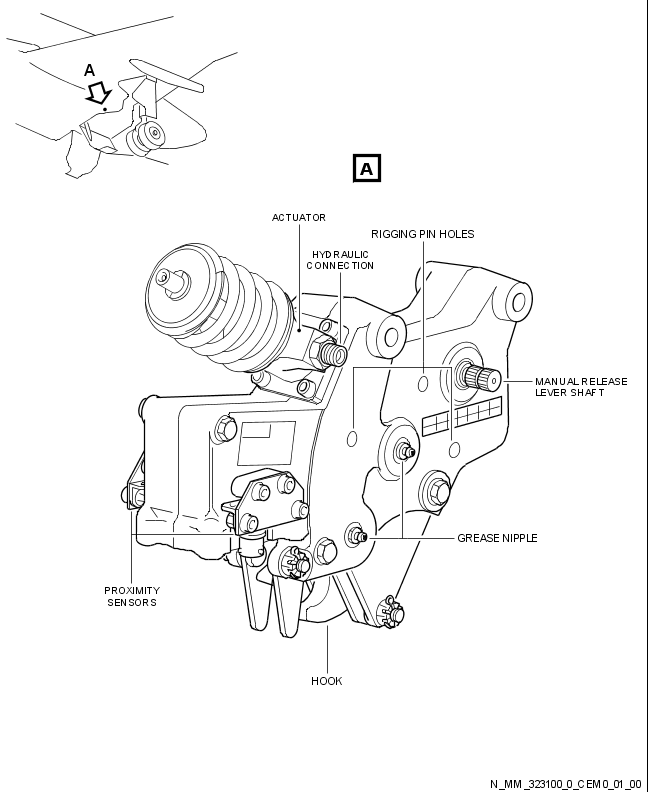 A
A
ACTUATOR
RIGGING PIN HOLES
HYDRAULIC
CONNECTION
MANUAL RELEASE
LEVER SHAFT
GREASE NIPPLE
PROXIMITY
SENSORS
HOOK
N_MM_323100_0_CEM0_01_00